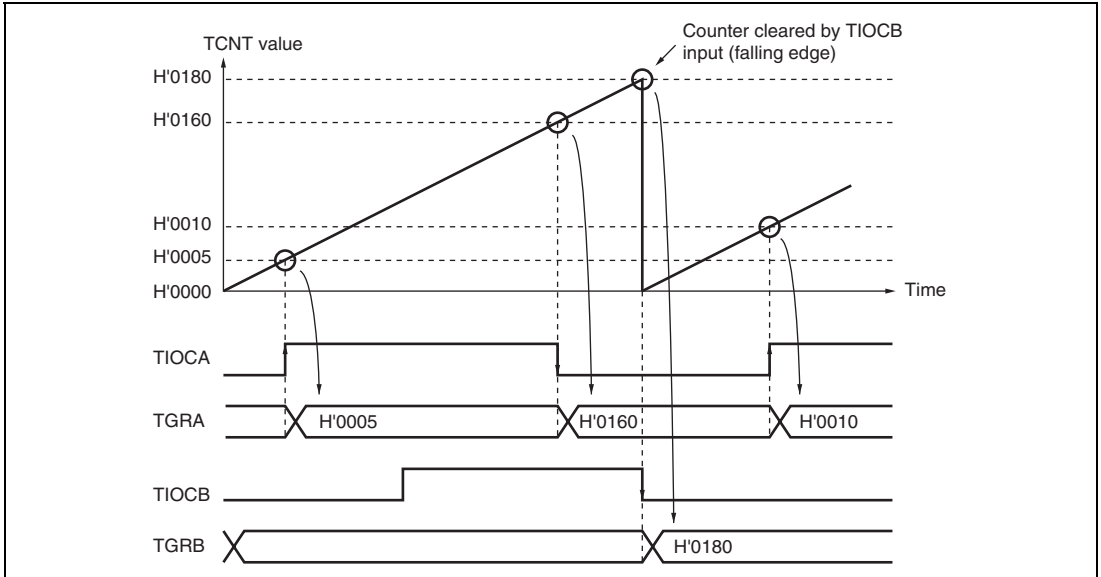 TCNT value
Counter cleared by TIOCB
input (falling edge)
H'0180
H'0160
H'0010
H'0005
H'0000
Time
TIOCA
TGRA
H'0005
H'0160
H'0010
TIOCB
TGRB
H'0180